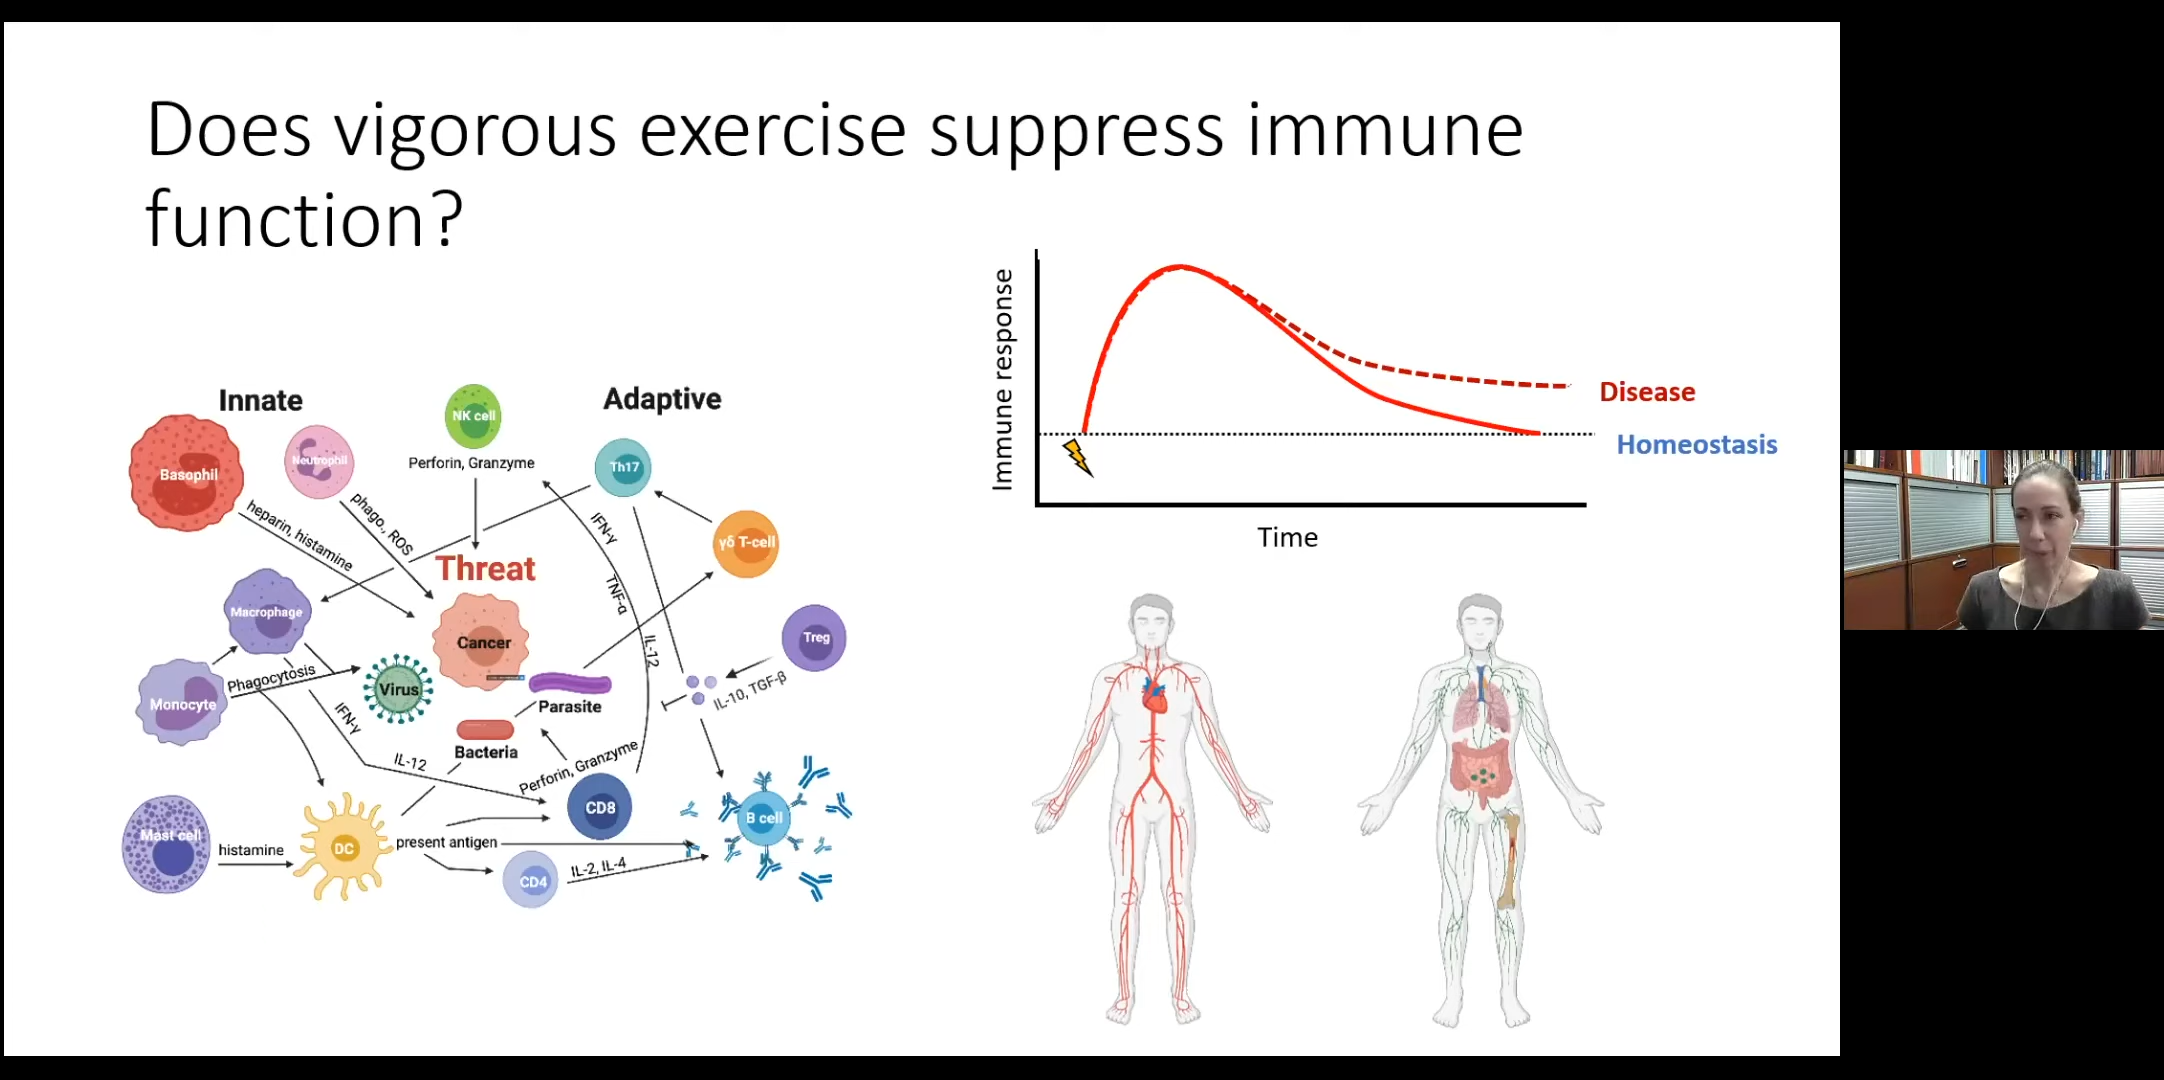 Does vigorous exercise suppress immune
function?
Innate
Adaptive
NK cell
Basophil
Neutrophil
Perforin, Granzyme
Th17
heparin, histamine
phago., ROS
IFN-γ
γδ T-cell
Threat
TNF-α
Macrophage
Cancer
IL-12
Treg
Phagocytosis
Virus
Monocyte
Parasite
IL-10, TGF-β
IFN-γ
Bacteria
IL-12
Perforin, Granzyme
CD8
B cell
Mast cell
histamine
DC
present antigen
CD4
IL-2, IL-4
Immune response
Disease
Homeostasis
Time